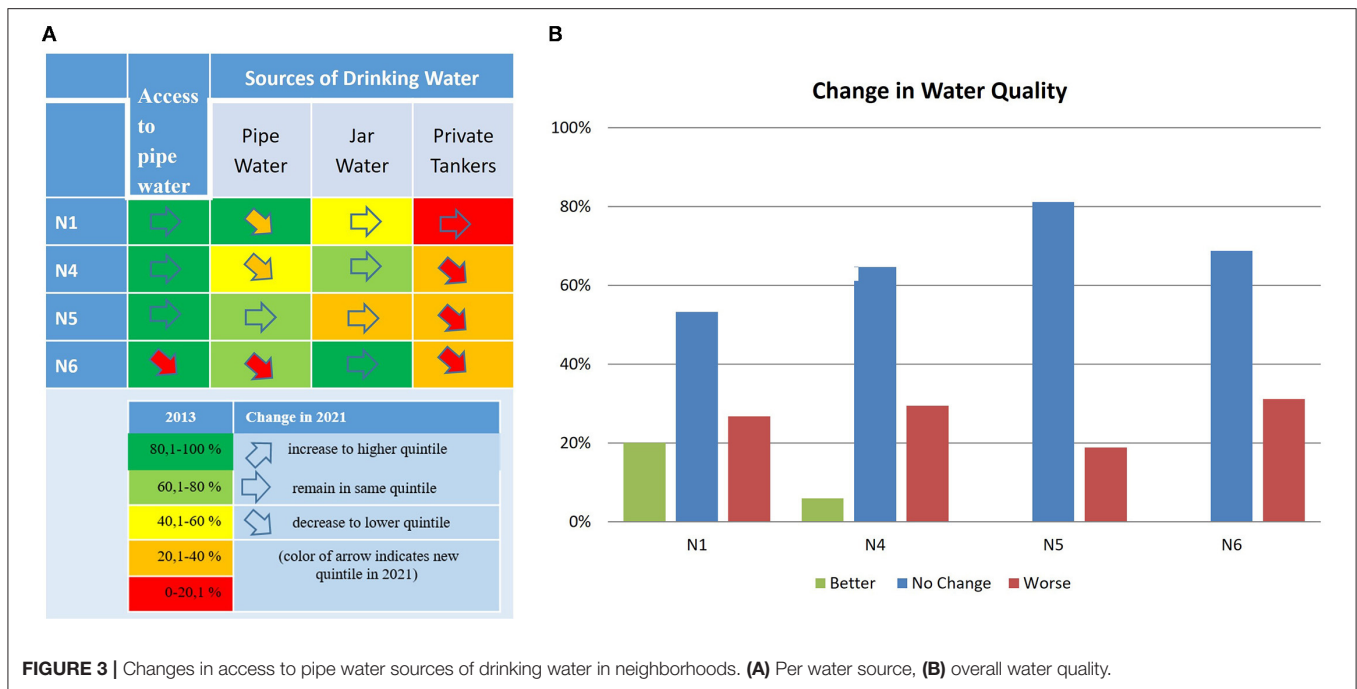 A
Sources of Drinking Water
Access
to
pipe
water
Pipe
Water
Jar
Water
Private
Tankers
N1
N4
N5
N6
2013
Change in 2021
80,1-100 %
increase to higher quintile
60,1-80 %
remain in same quintile
40,1-60 %
decrease to lower quintile
20,1-40 %
(color of arrow indicates new
quintile in 2021)
0-20,1 %
B
Change in Water Quality
100%
80%
60%
40%
20%
0%
N1
N4
N5
N6
Better
No Change
Worse
FIGURE 3 | Changes in access to pipe water sources of drinking water in neighborhoods. (A) Per water source, (B) overall water quality.